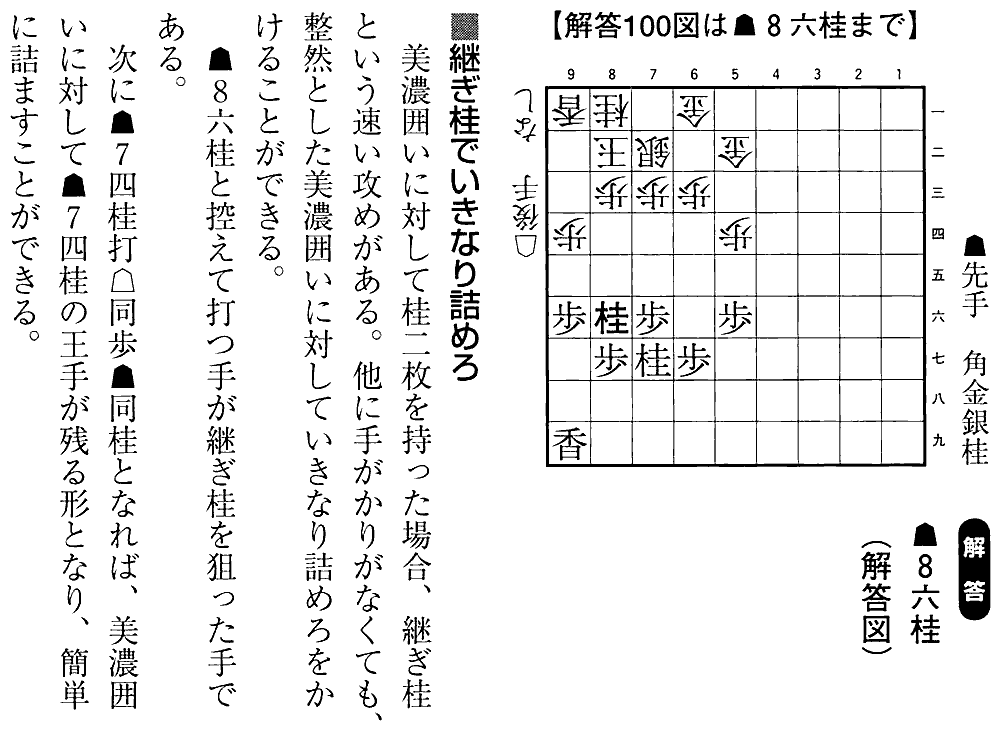 解答
☗８六桂
（解答図）
【解答100図は☗８六桂まで】
９ ８ ７ ６ ５ ４ ３ ２ １
香桂　金　　　　　一
　王銀　金　　　　二
　歩歩歩　　　　　三
歩　　　歩　　　　四
　　　　　　　　　五
歩桂歩　歩　　　　六
　歩桂歩　　　　　七
　　　　　　　　　八
香　　　　　　　　九
☗先手　角金銀桂
☖後手　なし
■継ぎ桂でいきなり詰めろ
　美濃囲いに対して桂二枚を持った場合、継ぎ桂
という速い攻めがある。他に手がかりがなくても、
整然とした美濃囲いに対していきなり詰めろをか
けることができる。
　☗８六桂と控えて打つ手が継ぎ桂を狙った手で
ある。
　次に☗７四桂打☖同歩☗同桂となれば、美濃囲
いに対して☗７四桂の王手が残る形となり、簡単
に詰ますことができる。